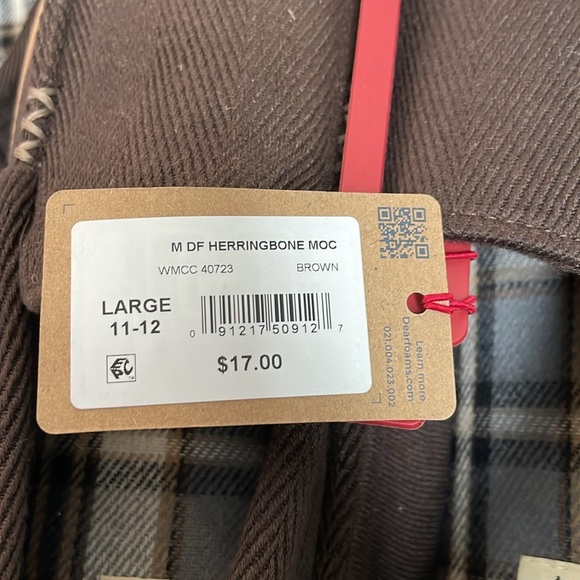 M DF HERRINGBONE MOC
WMCC 40723 BROWN
LARGE
11-12
0 91217 50912 7
$17.00
EPC
Learn more
Dearfoams.com.
021.004.023.002